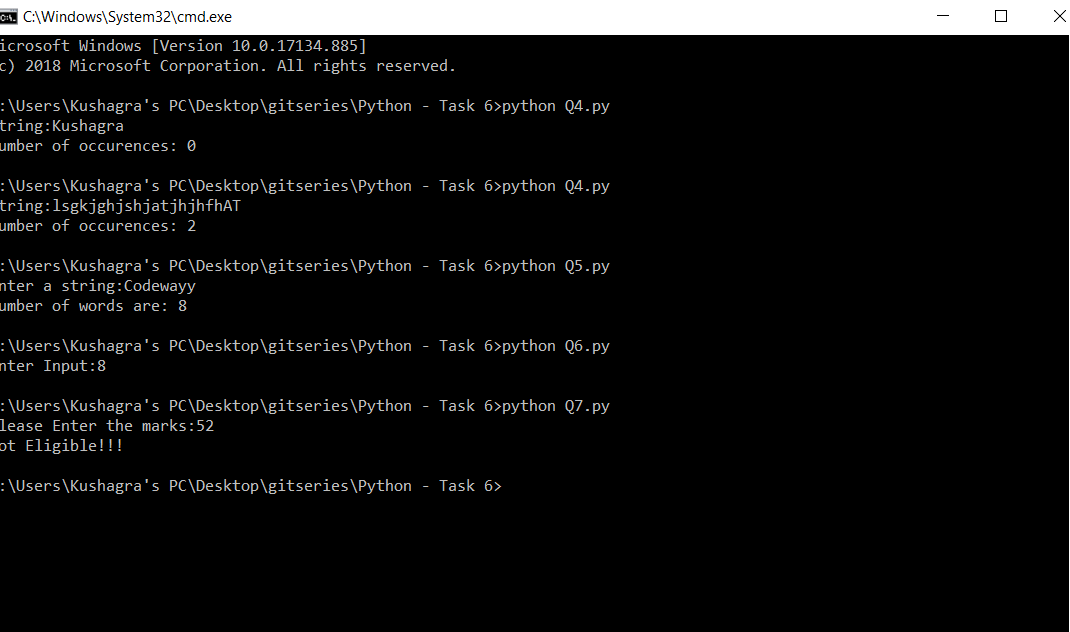 C:\Windows\System32\cmd.exe
icrosoft Windows [Version 10.0.17134.885]
c) 2018 Microsoft Corporation. All rights reserved.
:\Users\Kushagra's PC\Desktop\gitseries\Python - Task 6>python Q4.py
tring:Kushagra
umber of occurences: 0
:\Users\Kushagra's PC\Desktop\gitseries\Python - Task 6>python Q4.py
tring:lsgkjghjshjatjhjhfhAT
umber of occurences: 2
:\Users\Kushagra's PC\Desktop\gitseries\Python - Task 6>python Q5.py
nter a string:Codewayy
umber of words are: 8
:\Users\Kushagra's PC\Desktop\gitseries\Python - Task 6>python Q6.py
nter Input:8
:\Users\Kushagra's PC\Desktop\gitseries\Python - Task 6>python Q7.py
lease Enter the marks:52
ot Eligible!!!
:\Users\Kushagra's PC\Desktop\gitseries\Python - Task 6>